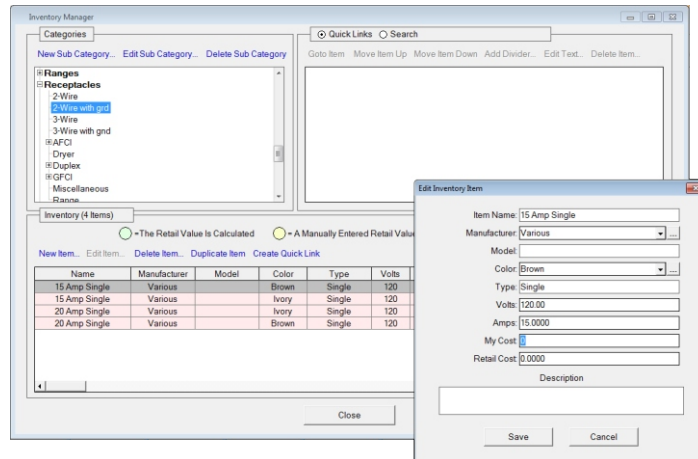 Inventory Manager
Categories
Quick Links Search
New Sub Category... Edit Sub Category... Delete Sub Category
Goto Item Move Item Up Move Item Down Add Divider... Edit Text... Delete Item...
Ranges
Receptacles
2-Wire
2-Wire with grd
3-Wire
3-Wire with gnd
AFCI
Dryer
Duplex
GFCI
Miscellaneous
Range
Inventory (4 Items)
=The Retail Value Is Calculated =A Manually Entered Retail Value
New Item... Edit Item... Delete Item... Duplicate Item Create Quick Link
Name Manufacturer Model Color Type Volts
15 Amp Single Various Brown Single 120
15 Amp Single Various Ivory Single 120
20 Amp Single Various Ivory Single 120
20 Amp Single Various Brown Single 120
Close
Edit Inventory Item
Item Name: 15 Amp Single
Manufacturer: Various ...
Model:
Color: Brown ...
Type: Single
Volts: 120.00
Amps: 15.0000
My Cost: 0
Retail Cost: 0.0000
Description
Save Cancel